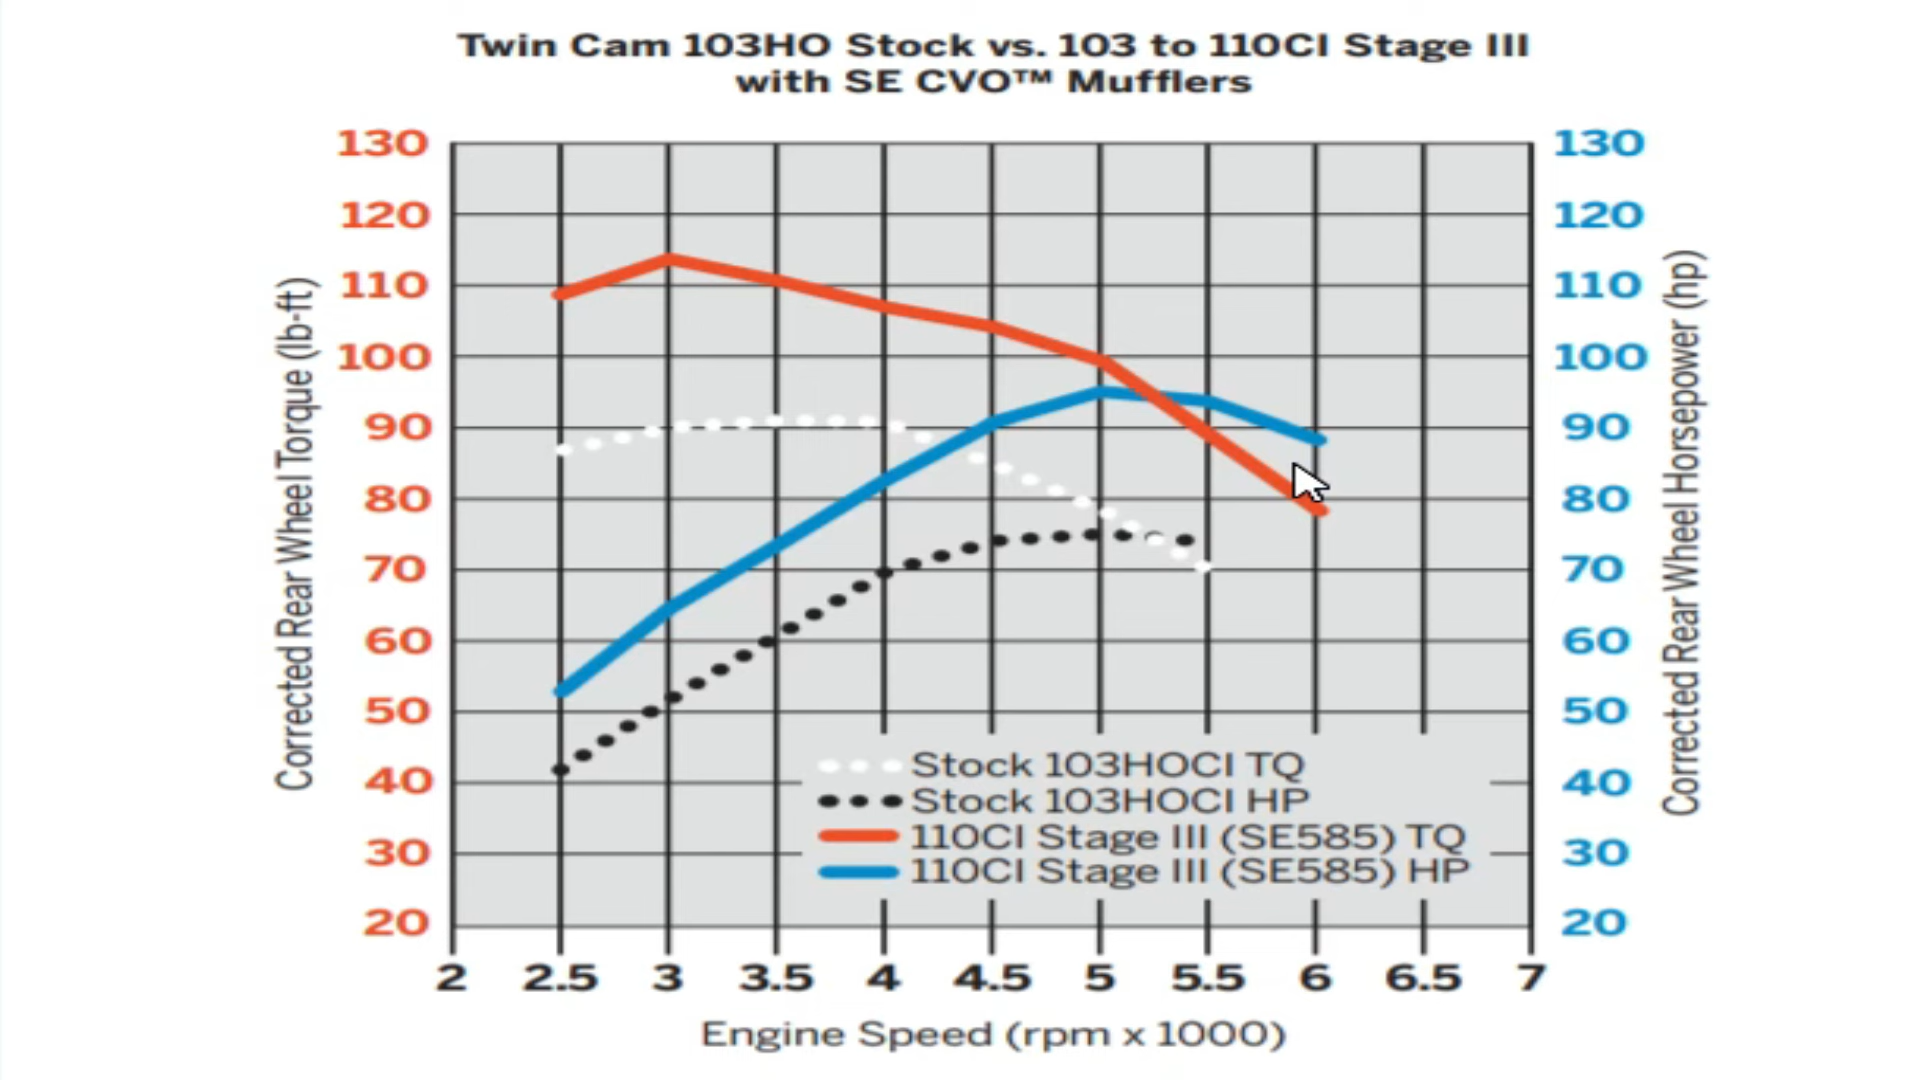 Twin Cam 103HO Stock vs. 103 to 110CI Stage III
with SE CVO™ Mufflers
Corrected Rear Wheel Torque (lb-ft)
130
120
110
100
90
80
70
60
50
40
30
20
130
120
110
100
90
80
70
60
50
40
30
20
Corrected Rear Wheel Horsepower (hp)
Stock 103HOCI TQ
Stock 103HOCI HP
110CI Stage III (SE585) TQ
110CI Stage III (SE585) HP
2 2.5 3 3.5 4 4.5 5 5.5 6 6.5 7
Engine Speed (rpm x 1000)